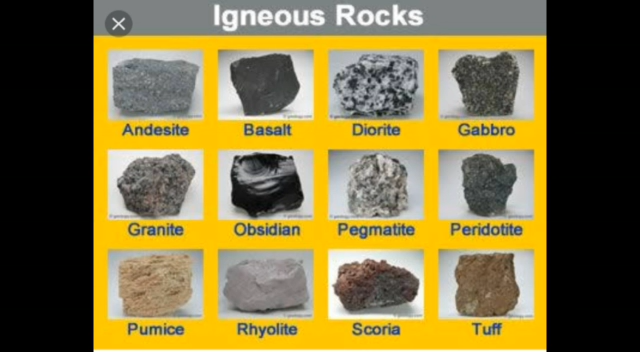 Igneous Rocks
Andesite Basalt Diorite Gabbro
Granite Obsidian Pegmatite Peridotite
Pumice Rhyolite Scoria Tuff